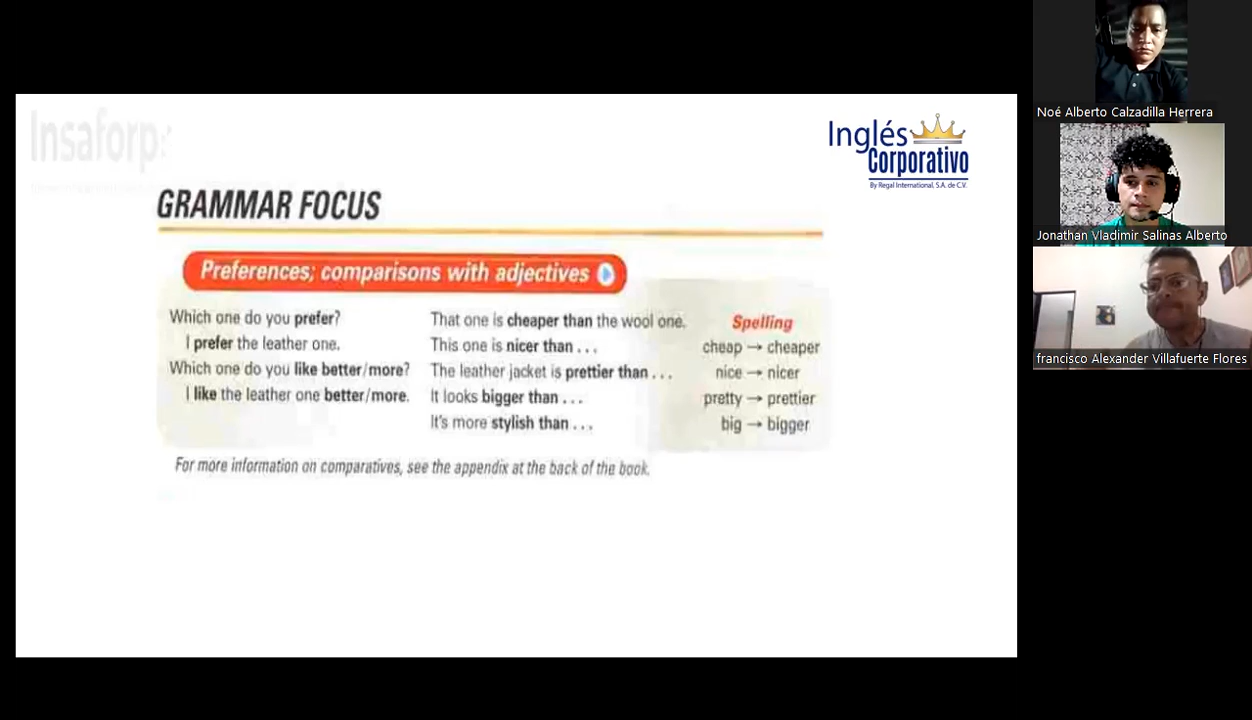 Insaforp
Inglés
Corporativo
By Regal International, S.A. de C.V.
GRAMMAR FOCUS
Preferences; comparisons with adjectives
Which one do you prefer?
I prefer the leather one.
Which one do you like better/more?
I like the leather one better/more.
That one is cheaper than the wool one.
This one is nicer than . . .
The leather jacket is prettier than . . .
It looks bigger than . . .
It's more stylish than . . .
Spelling
cheap → cheaper
nice → nicer
pretty → prettier
big → bigger
For more information on comparatives, see the appendix at the back of the book.
Noé Alberto Calzadilla Herrera
Jonathan Vladimir Salinas Alberto
francisco Alexander Villafuerte Flores